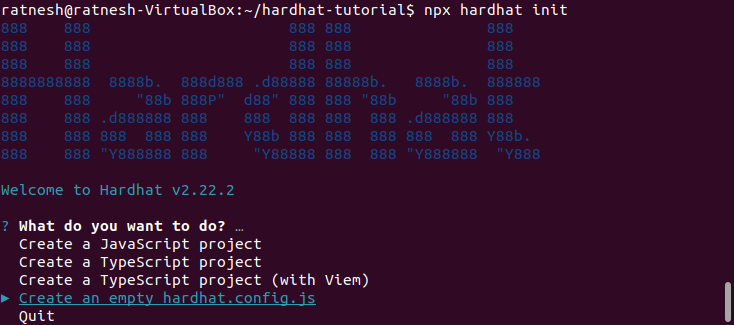 ratnesh@ratnesh-VirtualBox:~/hardhat-tutorial$ npx hardhat init
888    888                      888 888               888
888    888                      888 888               888
888    888                      888 888               888
8888888888  8888b.  888d888 .d88888 88888b.   8888b.  888888
888    888     "88b 888P"  d88" 888 888 "88b     "88b 888
888    888 .d888888 888    888  888 888  888 .d888888 888
888    888 888  888 888    Y88b 888 888  888 888  888 Y88b.
888    888 "Y888888 888     "Y88888 888  888 "Y888888  "Y888
Welcome to Hardhat v2.22.2
? What do you want to do? …
Create a JavaScript project
Create a TypeScript project
Create a TypeScript project (with Viem)
▶ Create an empty hardhat.config.js
Quit